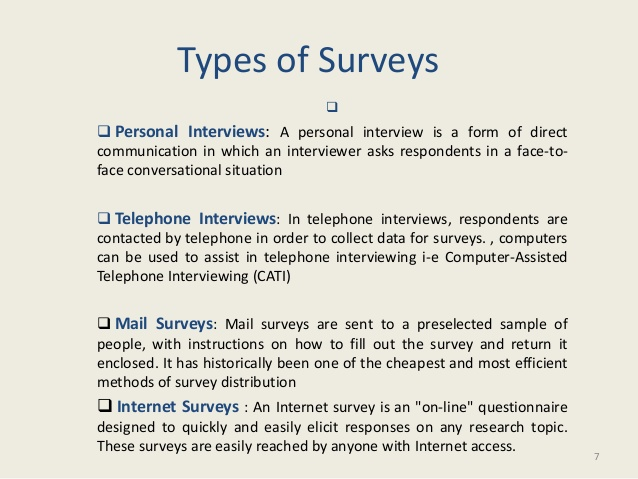 Types of Surveys
❑
❑ Personal Interviews: A personal interview is a form of direct
communication in which an interviewer asks respondents in a face-to-
face conversational situation
❑ Telephone Interviews: In telephone interviews, respondents are
contacted by telephone in order to collect data for surveys. , computers
can be used to assist in telephone interviewing i-e Computer-Assisted
Telephone Interviewing (CATI)
❑ Mail Surveys: Mail surveys are sent to a preselected sample of
people, with instructions on how to fill out the survey and return it
enclosed. It has historically been one of the cheapest and most efficient
methods of survey distribution
❑ Internet Surveys : An Internet survey is an "on-line" questionnaire
designed to quickly and easily elicit responses on any research topic.
These surveys are easily reached by anyone with Internet access.
7